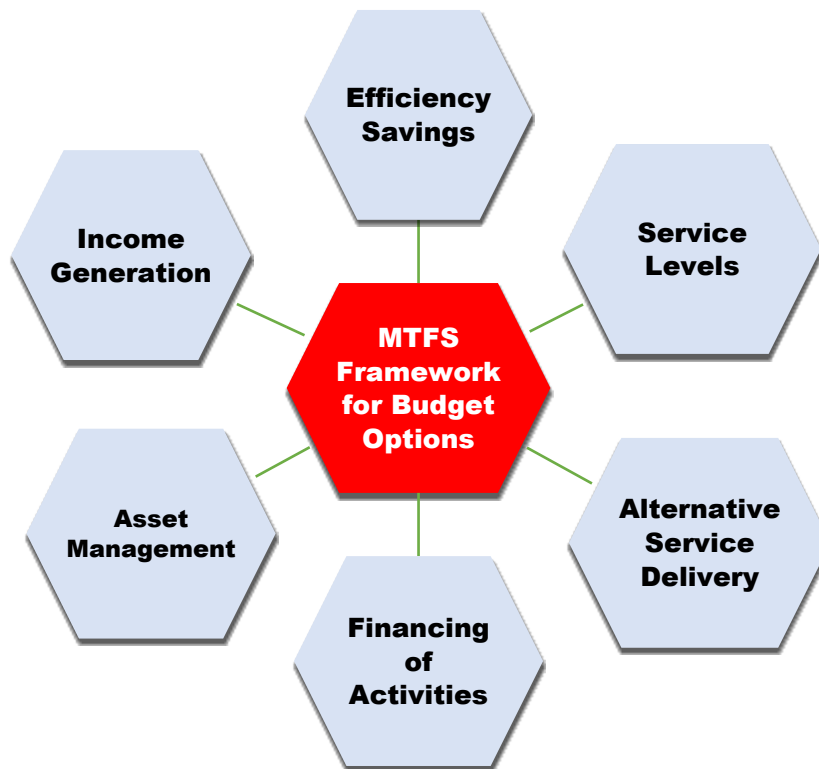 Efficiency
Savings
Income
Generation
Service
Levels
MTFS
Framework
for Budget
Options
Asset
Management
Alternative
Service
Delivery
Financing
of
Activities